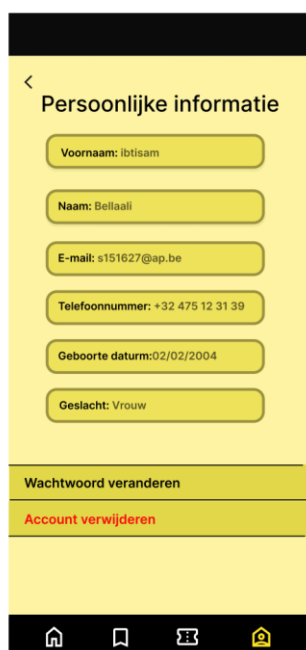 Persoonlijke informatie
Voornaam: ibtisam
Naam: Bellaali
E-mail: s151627@ap.be
Telefoonnummer: +32 475 12 31 39
Geboorte daturm:02/02/2004
Geslacht: Vrouw
Wachtwoord veranderen
Account verwijderen